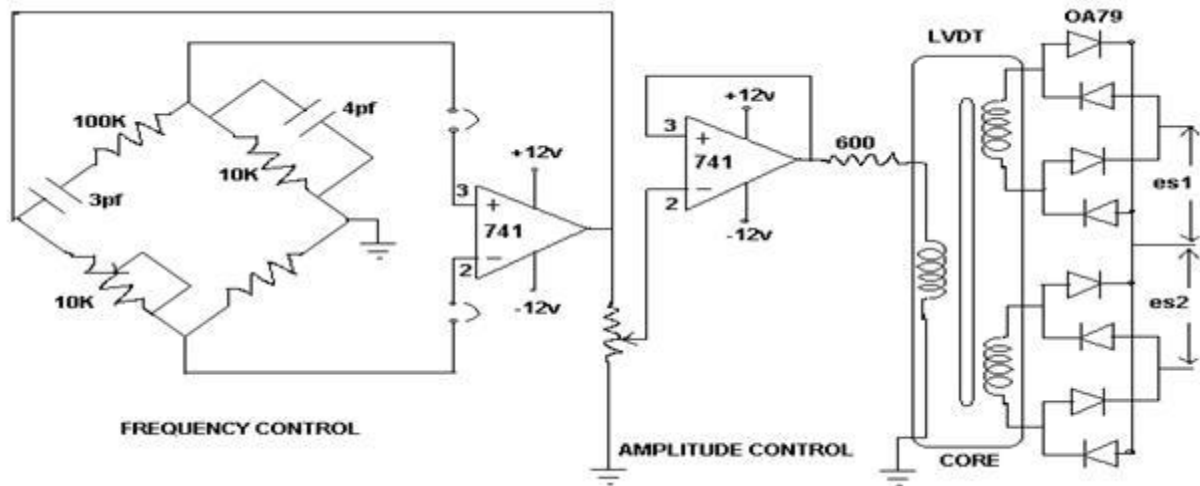 OA79
LVDT
100K
4pf
+12v
+12v
3
+
741
600
10K
3pf
+12v
3
+
741
−
2
-12v
es1
−
2
-12v
10K
es2
FREQUENCY CONTROL
AMPLITUDE CONTROL
CORE